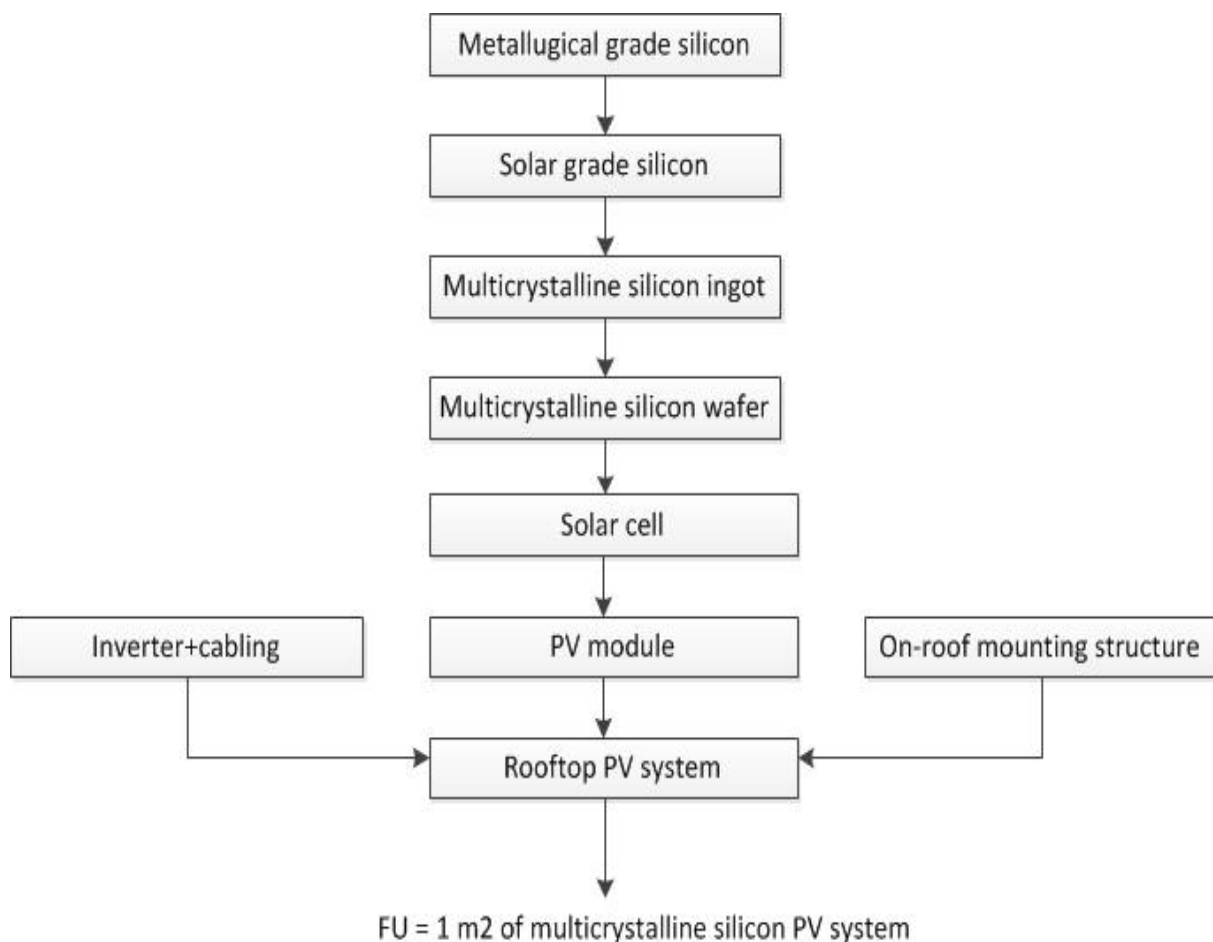 Metallugical grade silicon
Solar grade silicon
Multicrystalline silicon ingot
Multicrystalline silicon wafer
Solar cell
Inverter+cabling
PV module
On-roof mounting structure
Rooftop PV system
FU = 1 m2 of multicrystalline silicon PV system